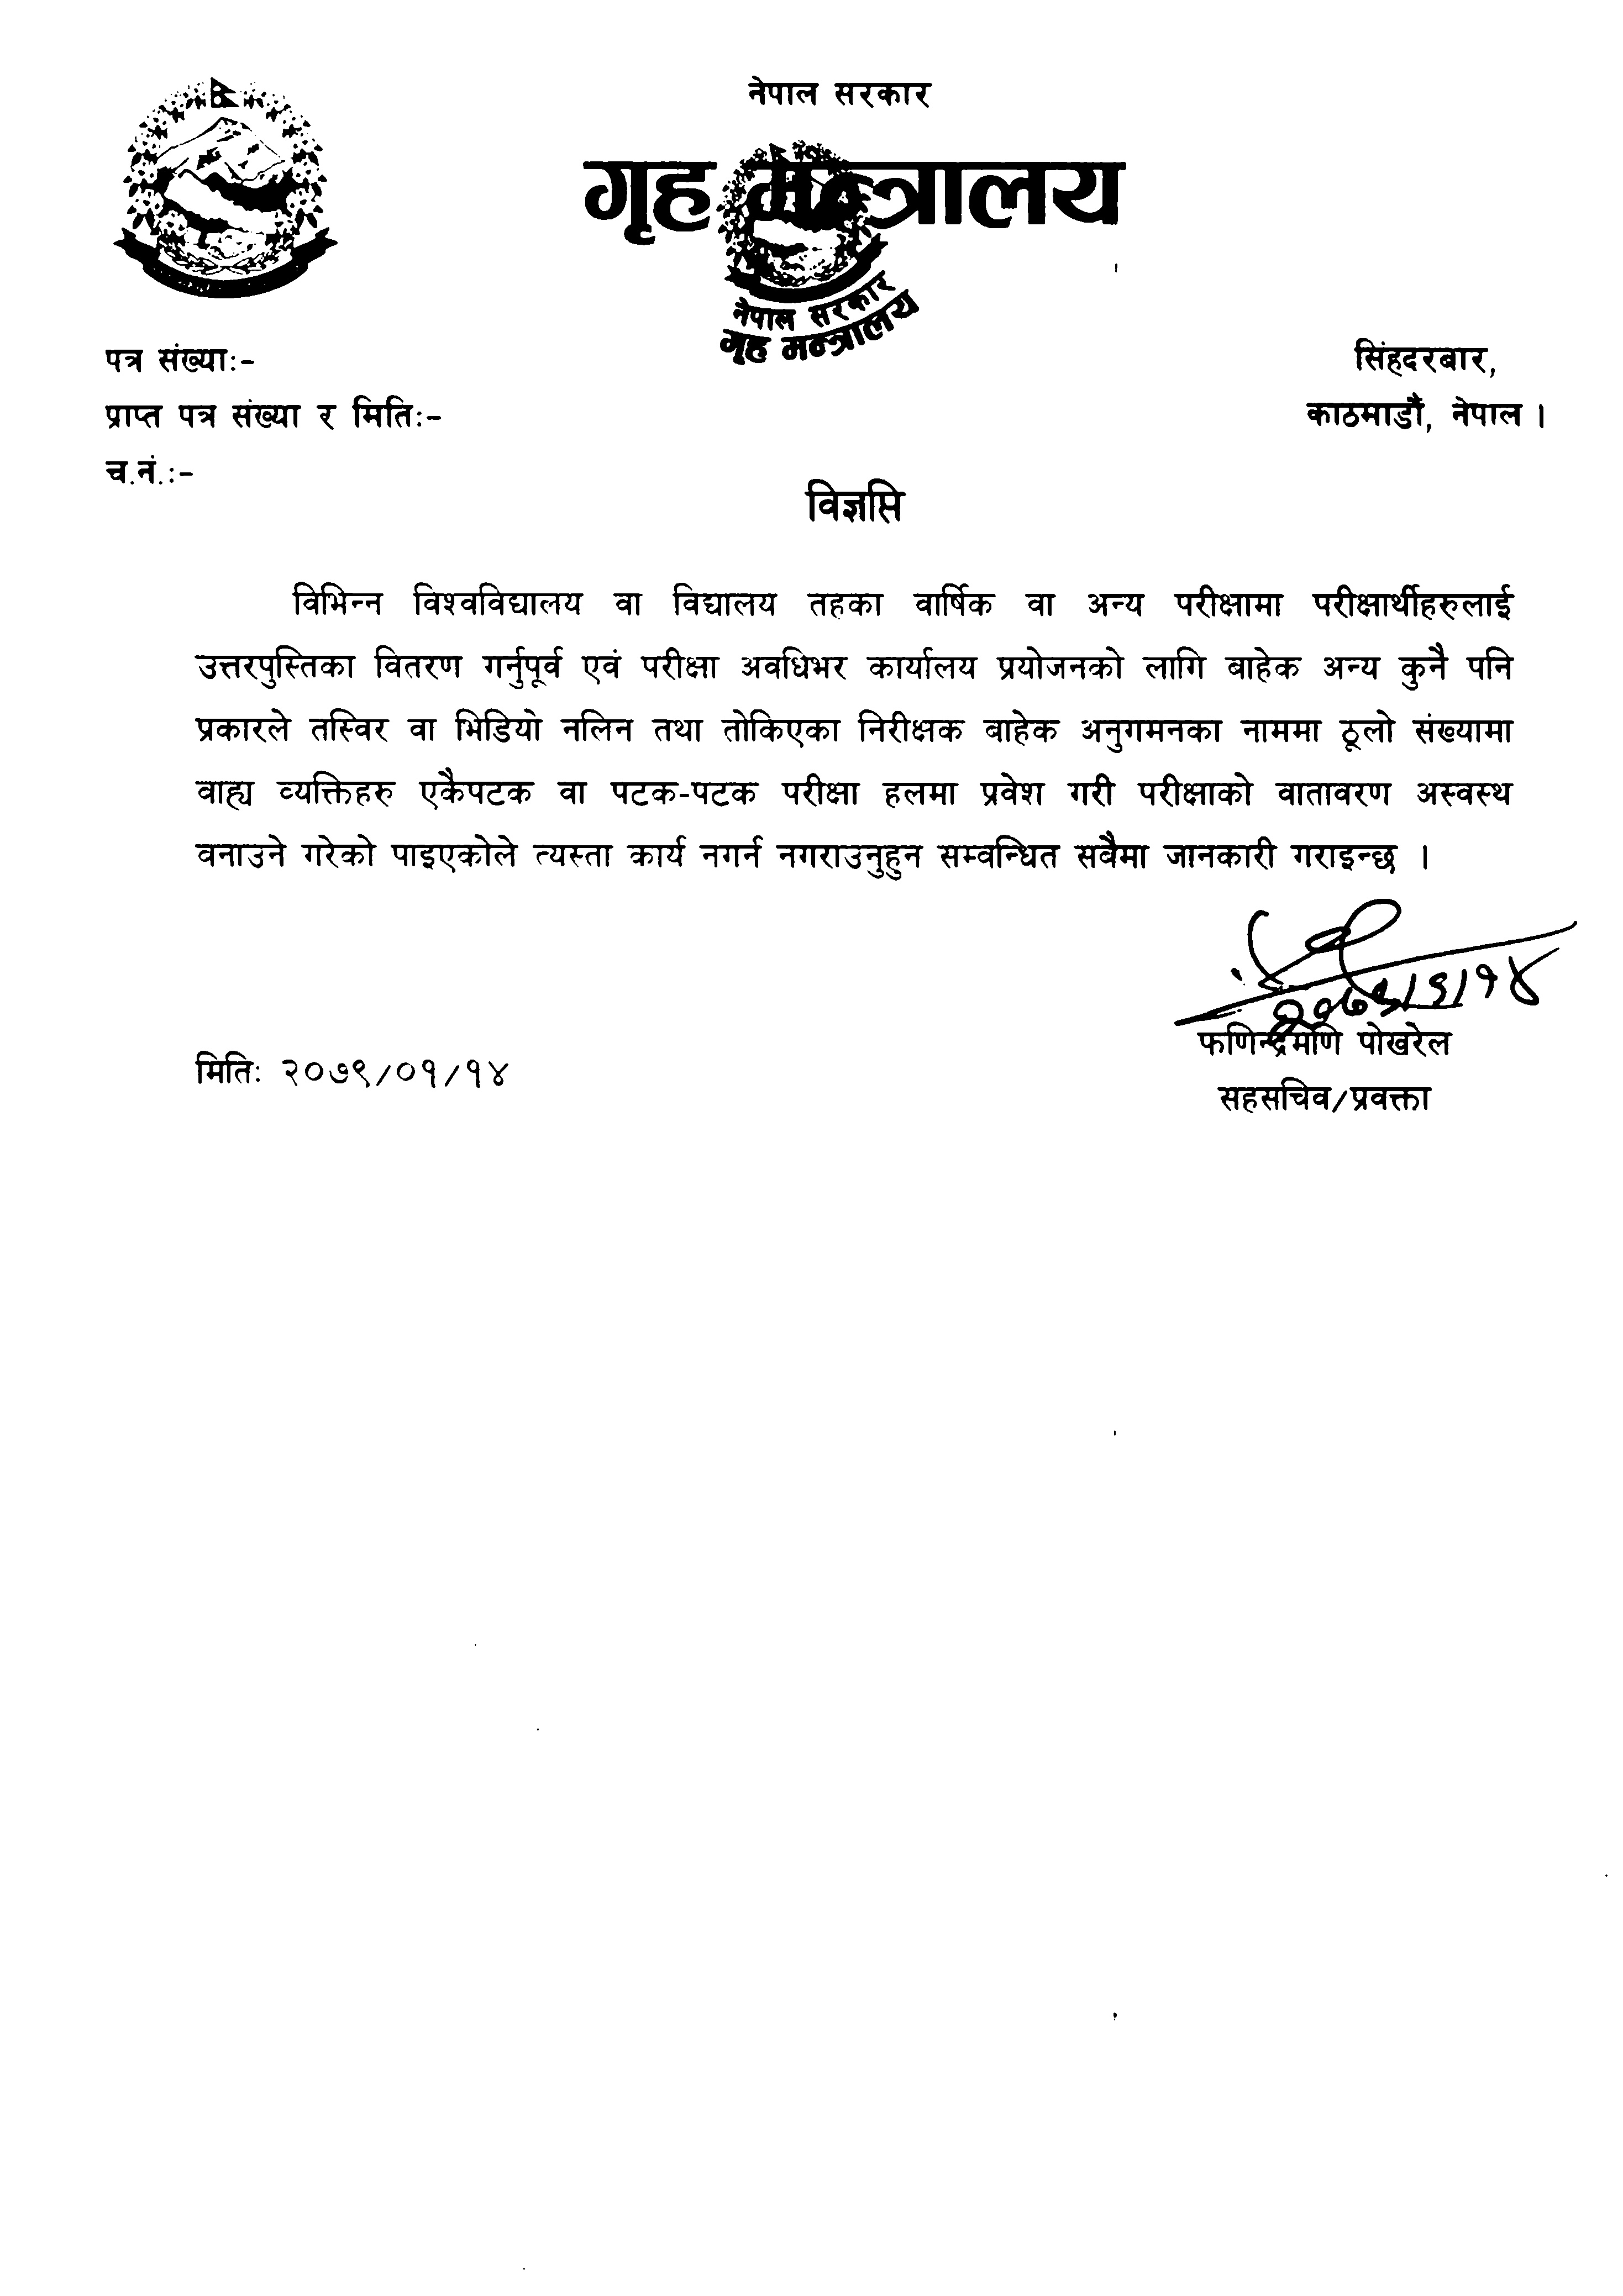 नेपाल सरकार
गृह मन्त्रालय
नेपाल सरकार
गृह मन्त्रालय
पत्र संख्याः-
प्राप्त पत्र संख्या र मितिः-
च.नं.:-
सिंहदरबार,
काठमाडौं, नेपाल ।
विज्ञप्ति
विभिन्न विश्वविद्यालय वा विद्यालय तहका वार्षिक वा अन्य परीक्षामा परीक्षार्थीहरुलाई
उत्तरपुस्तिका वितरण गर्नुपूर्व एवं परीक्षा अवधिभर कार्यालय प्रयोजनको लागि बाहेक अन्य कुनै पनि
प्रकारले तस्विर वा भिडियो नलिन तथा तोकिएका निरीक्षक बाहेक अनुगमनका नाममा ठूलो संख्यामा
वाह्य व्यक्तिहरु एकैपटक वा पटक-पटक परीक्षा हलमा प्रवेश गरी परीक्षाको वातावरण अस्वस्थ
वनाउने गरेको पाइएकोले त्यस्ता कार्य नगर्न नगराउनुहुन सम्वन्धित सवैमा जानकारी गराइन्छ ।
२०७९/१/१४
फणिन्द्रमणि पोखरेल
सहसचिव/प्रवक्ता
मितिः २०७९/०१/१४